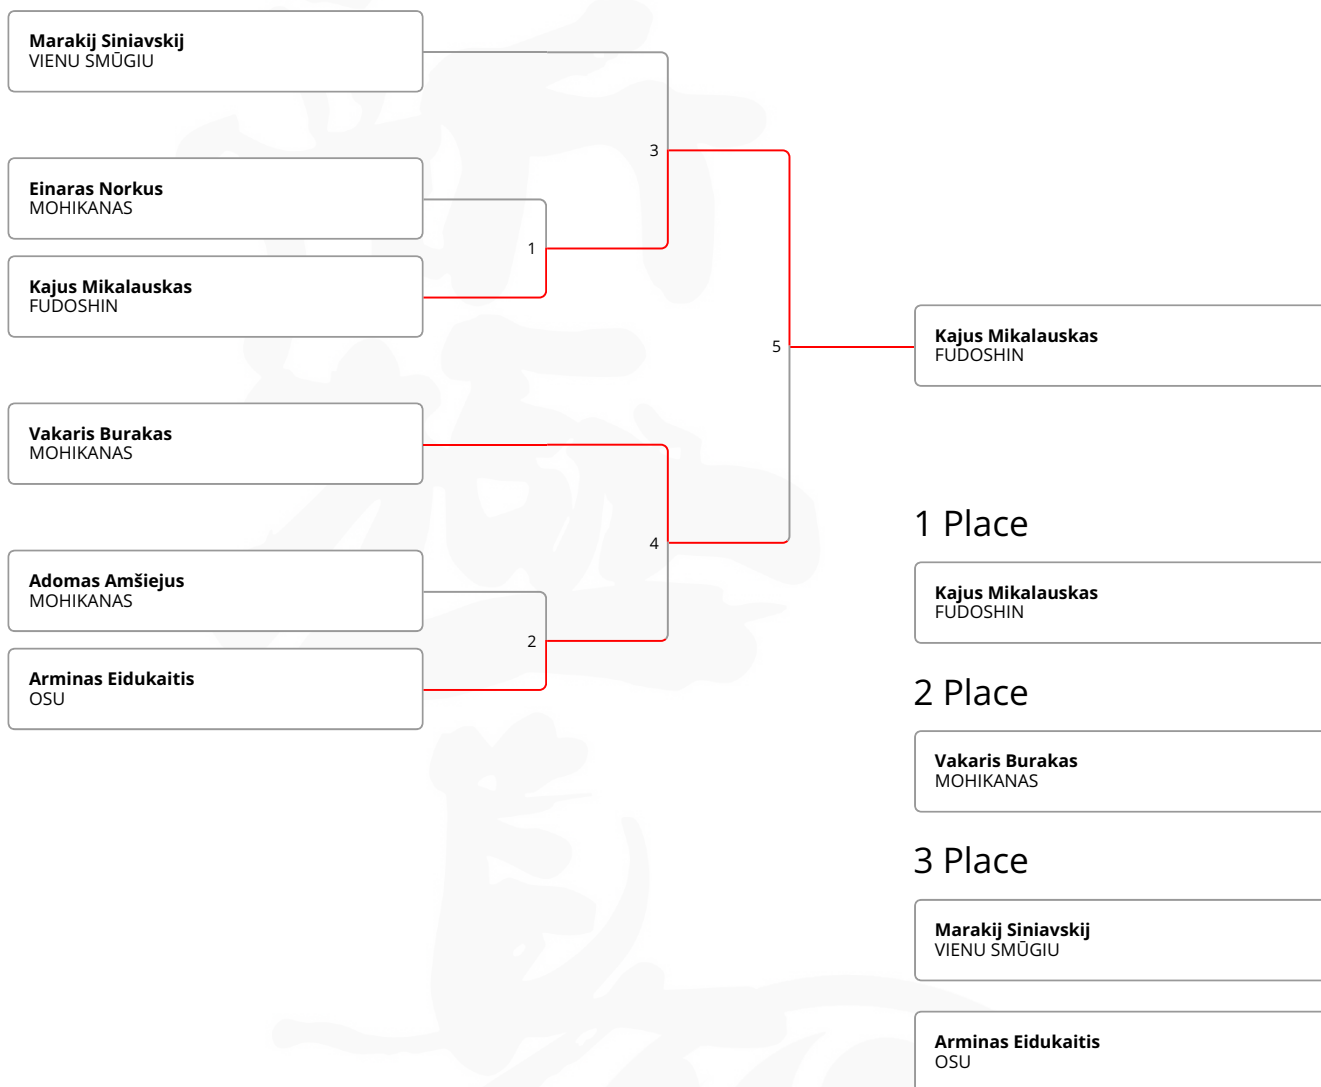 Marakij Siniavskij
VIENU SMŪGIU
3
Einaras Norkus
MOHIKANAS
1
Kajus Mikalauskas
FUDOSHIN
5
Kajus Mikalauskas
FUDOSHIN
Vakaris Burakas
MOHIKANAS
4
Adomas Amšiejus
MOHIKANAS
2
Arminas Eidukaitis
OSU
1 Place
Kajus Mikalauskas
FUDOSHIN
2 Place
Vakaris Burakas
MOHIKANAS
3 Place
Marakij Siniavskij
VIENU SMŪGIU
Arminas Eidukaitis
OSU